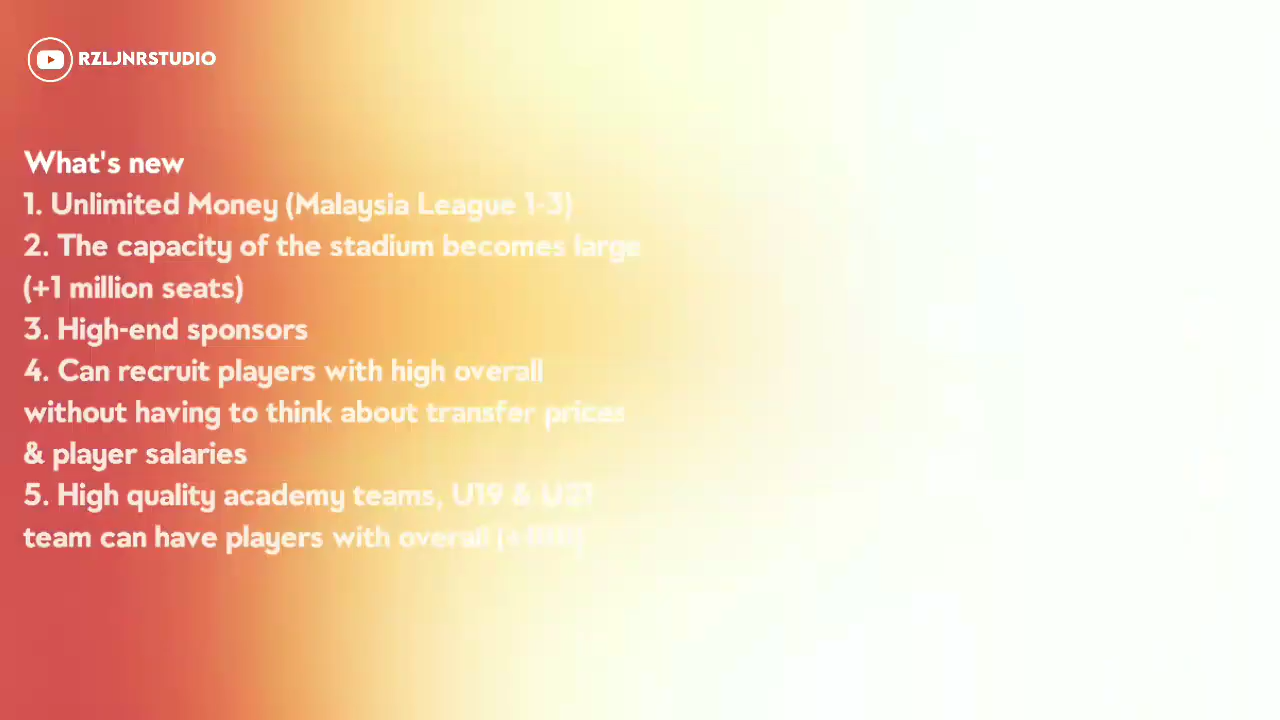 RZLJNRSTUDIO
What's new
1. Unlimited Money (Malaysia League 1-3)
2. The capacity of the stadium becomes large
(+1 million seats)
3. High-end sponsors
4. Can recruit players with high overall
without having to think about transfer prices
& player salaries
5. High quality academy teams, U19 & U21
team can have players with overall